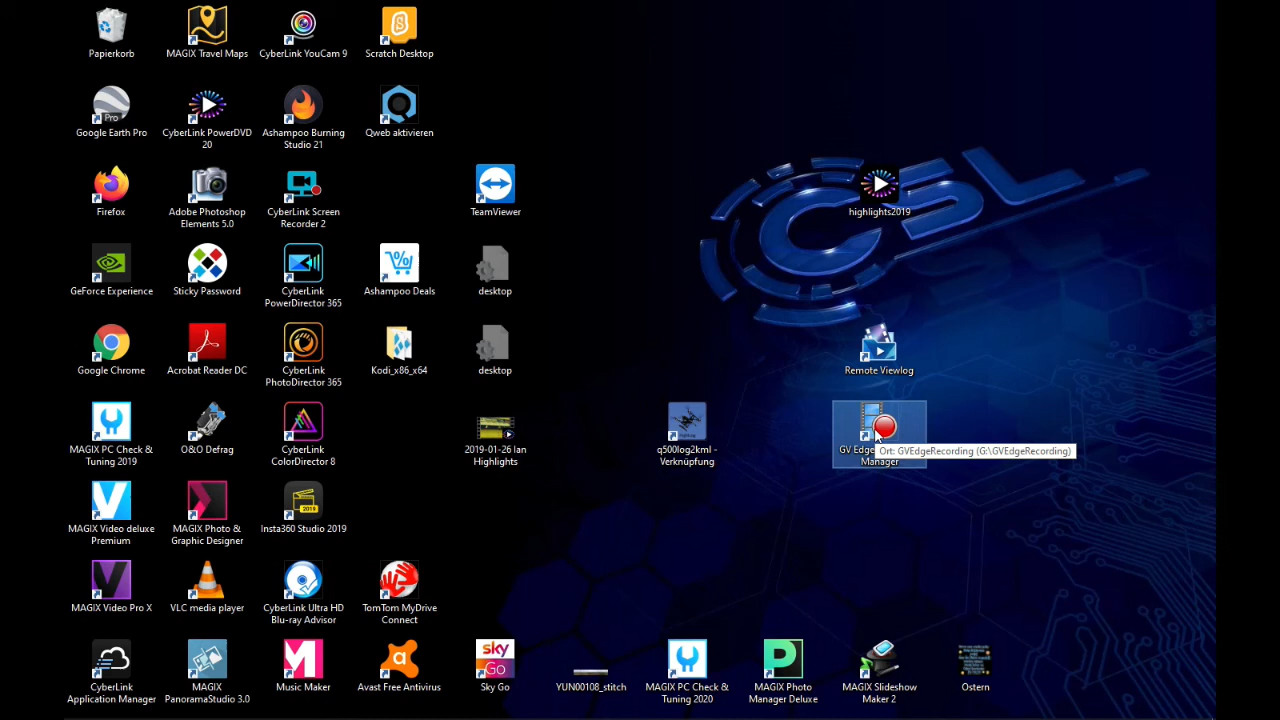 Papierkorb
MAGIX Travel Maps
CyberLink YouCam 9
Scratch Desktop
Pro
Google Earth Pro
CyberLink PowerDVD
20
Ashampoo Burning
Studio 21
Qweb aktivieren
CSL
Firefox
Adobe Photoshop
Elements 5.0
CyberLink Screen
Recorder 2
TeamViewer
highlights2019
GeForce Experience
Sticky Password
CyberLink
PowerDirector 365
Ashampoo Deals
desktop
Google Chrome
Acrobat Reader DC
CyberLink
PhotoDirector 365
Kodi_x86_x64
desktop
Remote Viewlog
MAGIX PC Check &
Tuning 2019
O&O Defrag
CyberLink
ColorDirector 8
2019-01-26 Ian
Highlights
q500log2kml -
Verknüpfung
GV Edge
Manager
Ort: GVEdgeRecording (G:\GVEdgeRecording)
MAGIX Video deluxe
Premium
MAGIX Photo &
Graphic Designer
2019
Insta360 Studio 2019
MAGIX Video Pro X
VLC media player
CyberLink Ultra HD
Blu-ray Advisor
TomTom MyDrive
Connect
CyberLink
Application Manager
MAGIX
PanoramaStudio 3.0
Music Maker
Avast Free Antivirus
sky
Go
Sky Go
YUN00108_stitch
MAGIX PC Check &
Tuning 2020
MAGIX Photo
Manager Deluxe
MAGIX Slideshow
Maker 2
Ostern